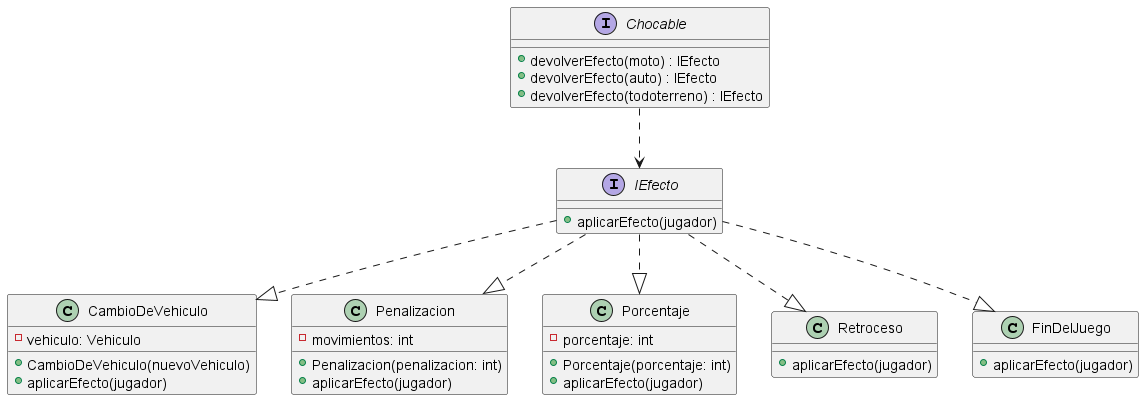 I Chocable
devolverEfecto(moto) : IEfecto
devolverEfecto(auto) : IEfecto
devolverEfecto(todoterreno) : IEfecto
I IEfecto
aplicarEfecto(jugador)
C CambioDeVehiculo
vehiculo: Vehiculo
CambioDeVehiculo(nuevoVehiculo)
aplicarEfecto(jugador)
C Penalizacion
movimientos: int
Penalizacion(penalizacion: int)
aplicarEfecto(jugador)
C Porcentaje
porcentaje: int
Porcentaje(porcentaje: int)
aplicarEfecto(jugador)
C Retroceso
aplicarEfecto(jugador)
C FinDelJuego
aplicarEfecto(jugador)